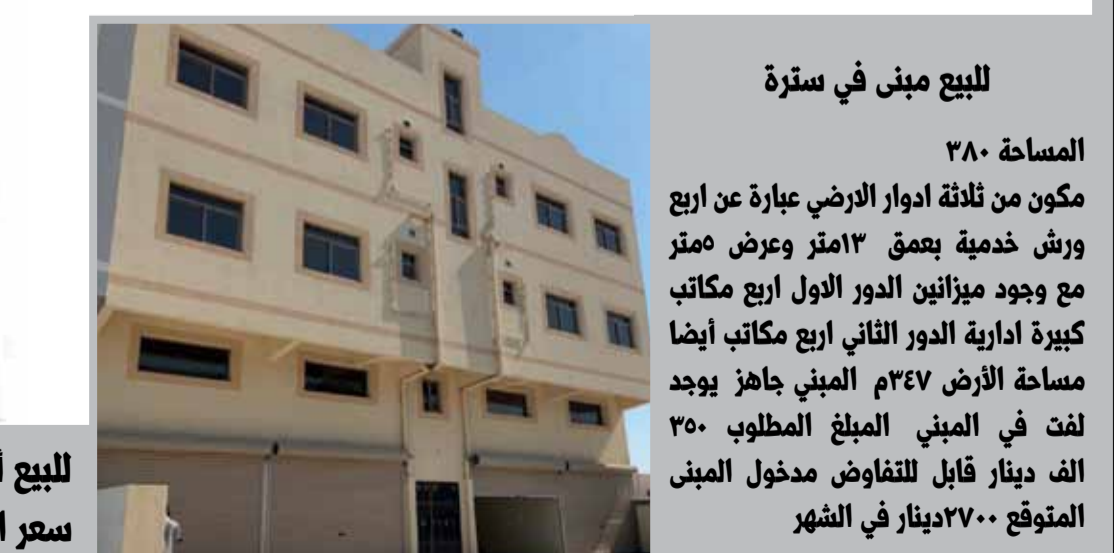 للبيع مبنى في سترة
المساحة ٣٨٠
مكون من ثلاثة ادوار الارضي عبارة عن اربع
ورش خدمية بعمق ١٣متر وعرض ٥متر
مع وجود ميزانين الدور الاول اربع مكاتب
كبيرة ادارية الدور الثاني اربع مكاتب أيضا
مساحة الأرض ٣٤٧م المبني جاهز يوجد
لفت في المبني المبلغ المطلوب ٣٥٠
الف دينار قابل للتفاوض مدخول المبنى
المتوقع ٢٧٠٠دينار في الشهر
للبيع
سعر